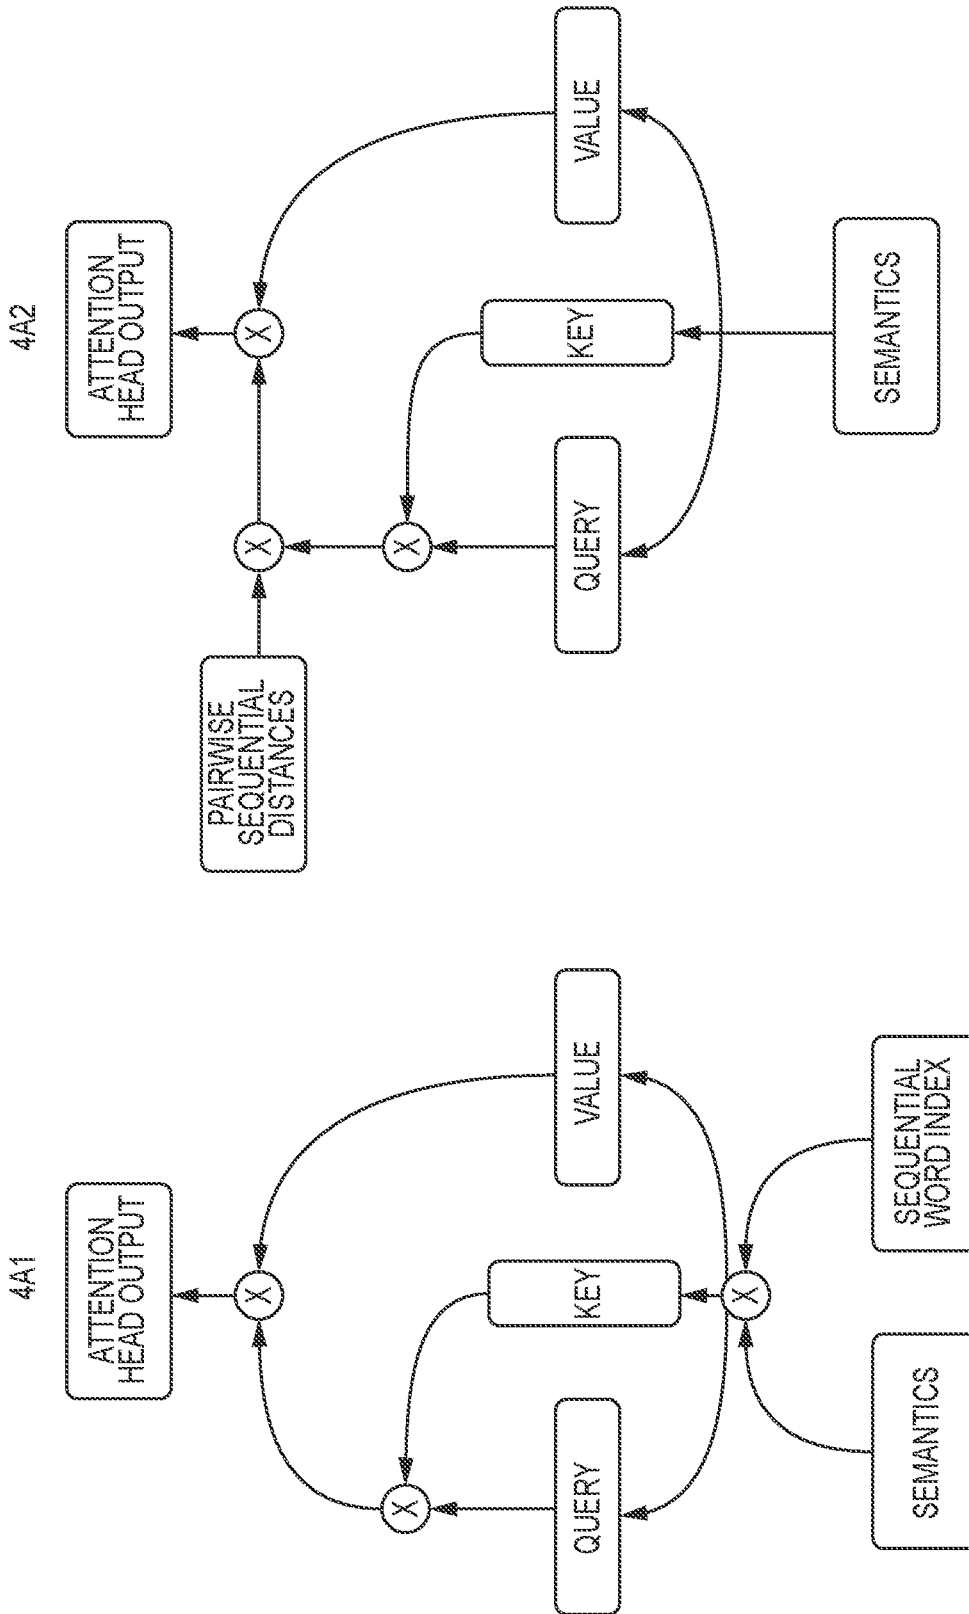 4A1
ATTENTION
HEAD OUTPUT
X
X
QUERY
KEY
VALUE
X
SEMANTICS
SEQUENTIAL
WORD INDEX
4A2
ATTENTION
HEAD OUTPUT
PAIRWISE
SEQUENTIAL
DISTANCES
X
X
X
QUERY
KEY
VALUE
SEMANTICS